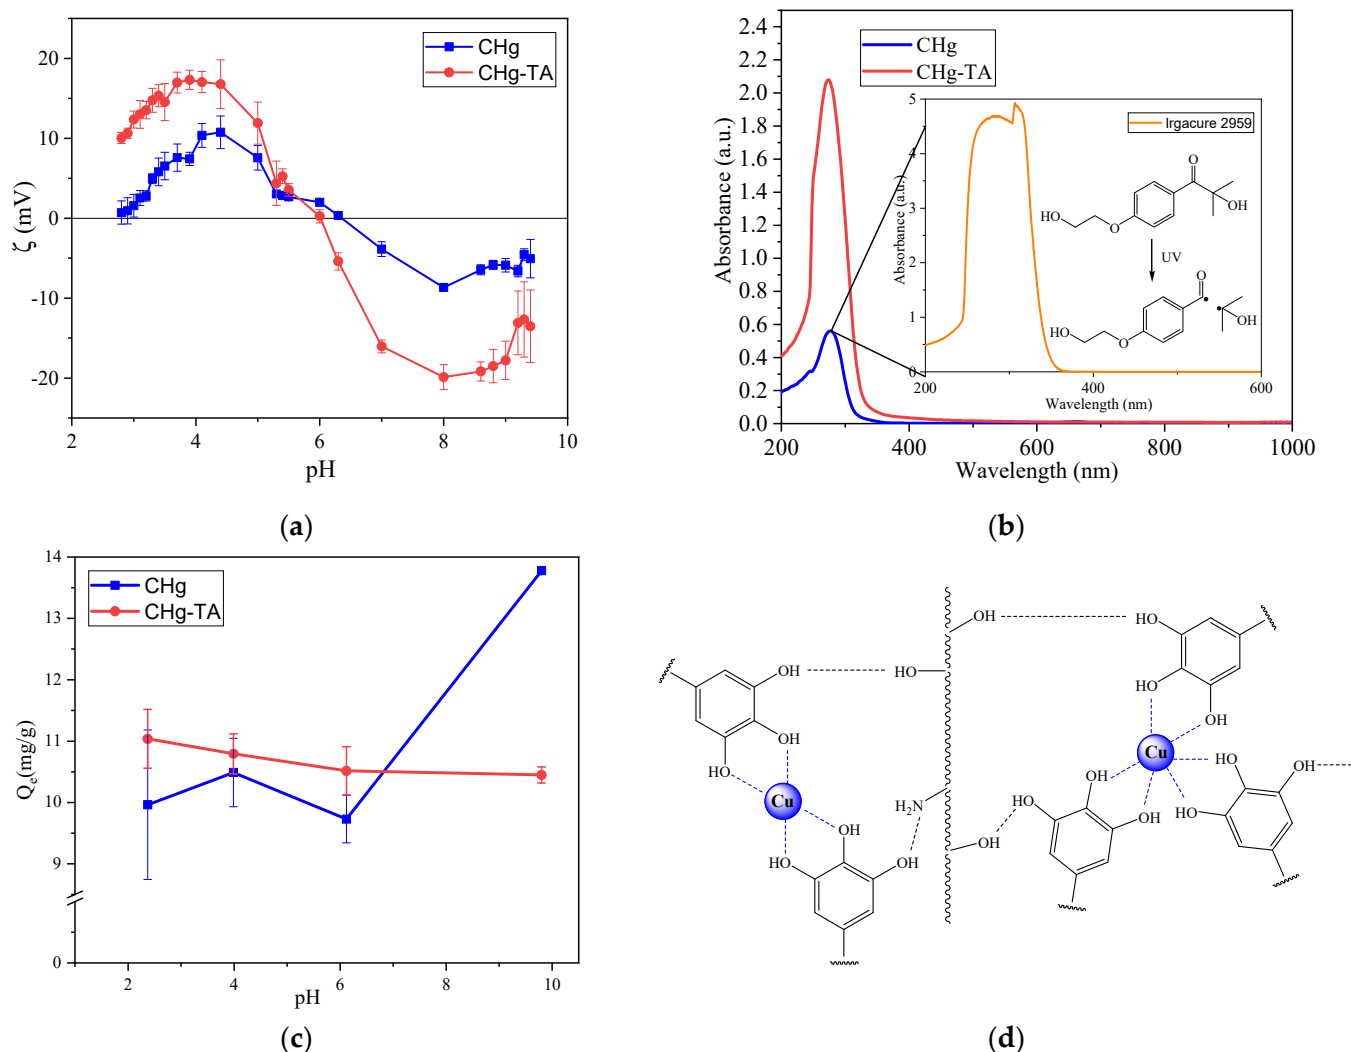 CHg
CHg-TA
20
10
0
-10
-20
ζ (mV)
2
4
6
8
10
pH
(a)
CHg
CHg-TA
2.4
2.2
2.0
1.8
1.6
1.4
1.2
1.0
0.8
0.6
0.4
0.2
0.0
Absorbance (a.u.)
200
400
600
800
1000
Wavelength (nm)
Irgacure 2959
5
4
3
2
1
0
Absorbance (a.u.)
200
400
600
Wavelength (nm)
O
HO
O
OH
UV
O
HO
O
OH
(b)
CHg
CHg-TA
14
13
12
11
10
9
0
Qe(mg/g)
2
4
6
8
10
pH
(c)
OH
HO
OH
HO
OH
HO
HO
OH
Cu
Cu
HO
OH
OH
HO
OH
HO
H2N
OH
HO
OH
HO
OH
OH
(d)